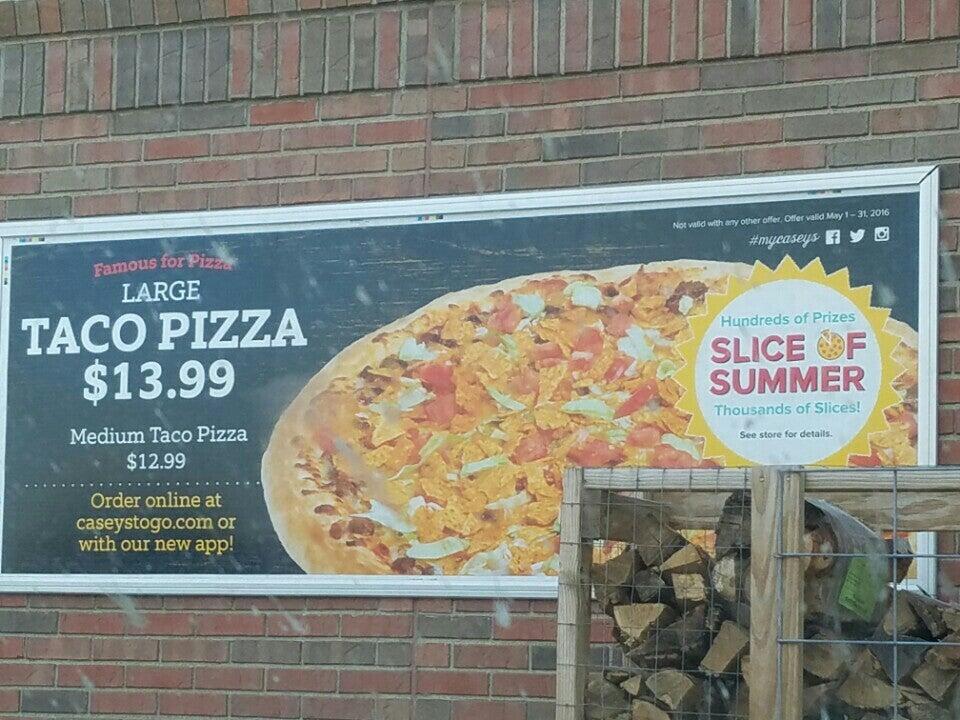 Not valid with any other offer. Offer valid May 1 – 31, 2016
#mycaseys
Famous for Pizza
LARGE
TACO PIZZA
$13.99
Medium Taco Pizza
$12.99
Order online at
caseystogo.com or
with our new app!
Hundreds of Prizes
SLICE OF
SUMMER
Thousands of Slices!
See store for details.